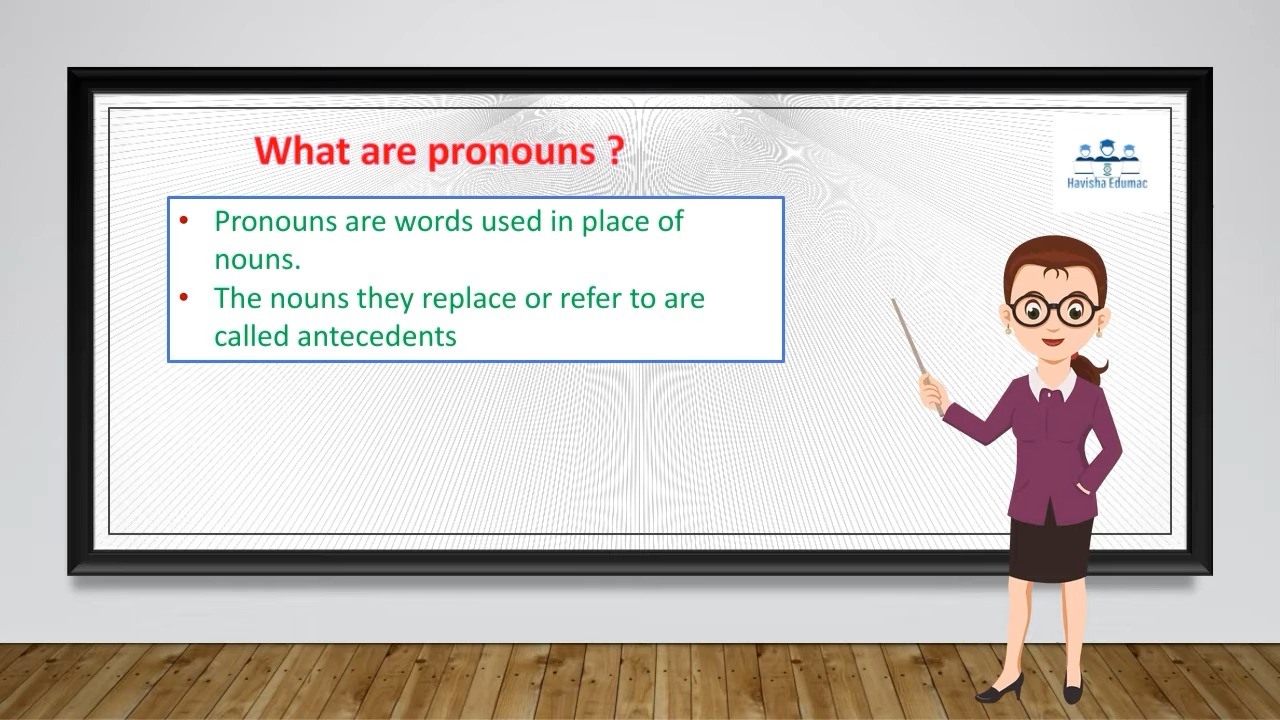 What are pronouns ?
Havisha Edumac
• Pronouns are words used in place of
nouns.
• The nouns they replace or refer to are
called antecedents